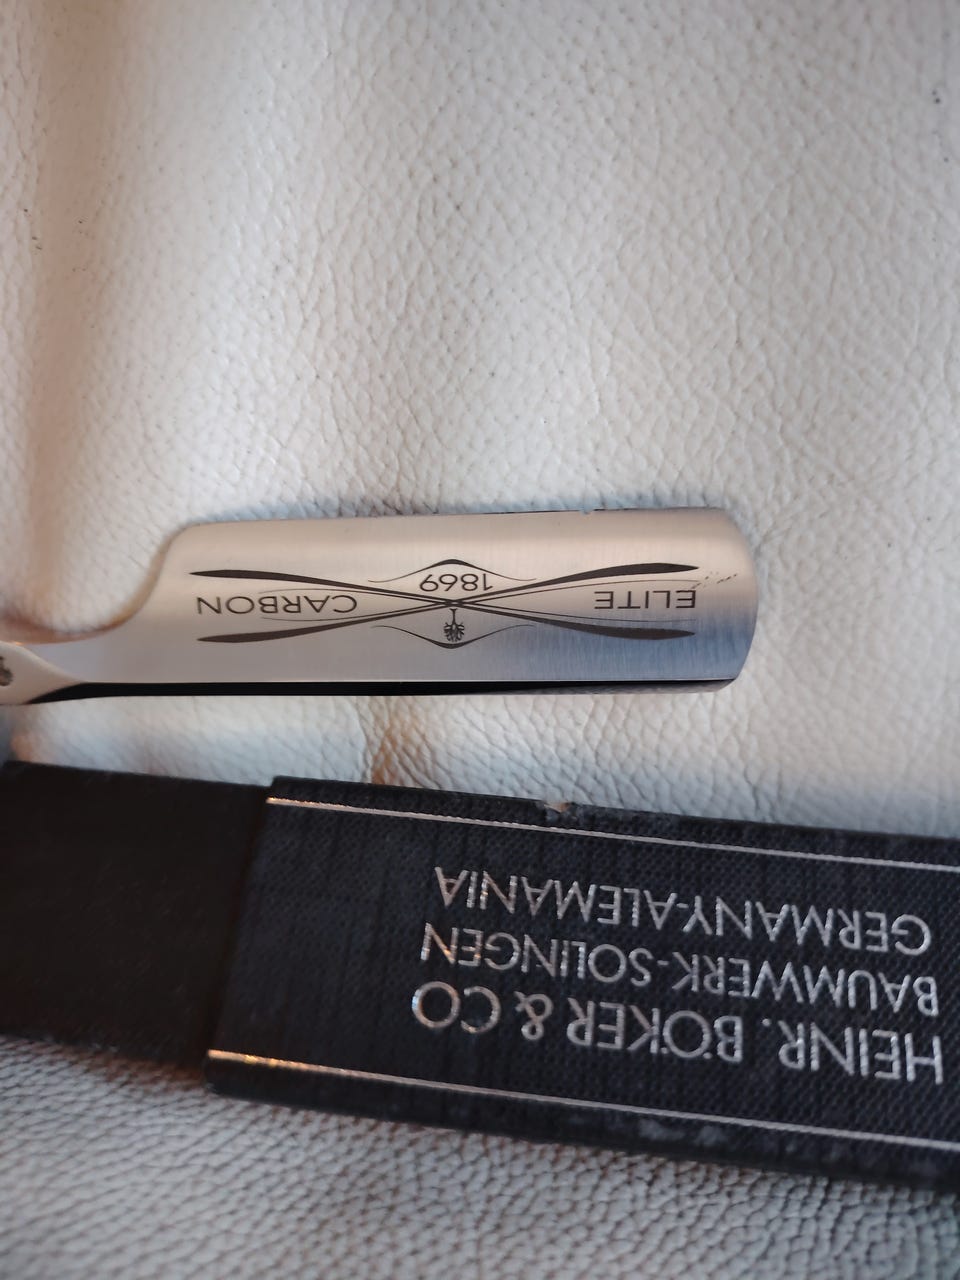 ELITE 1869 CARBON
HEINR. BÖKER & CO
BAUMWERK-SOLINGEN
GERMANY-ALEMANIA